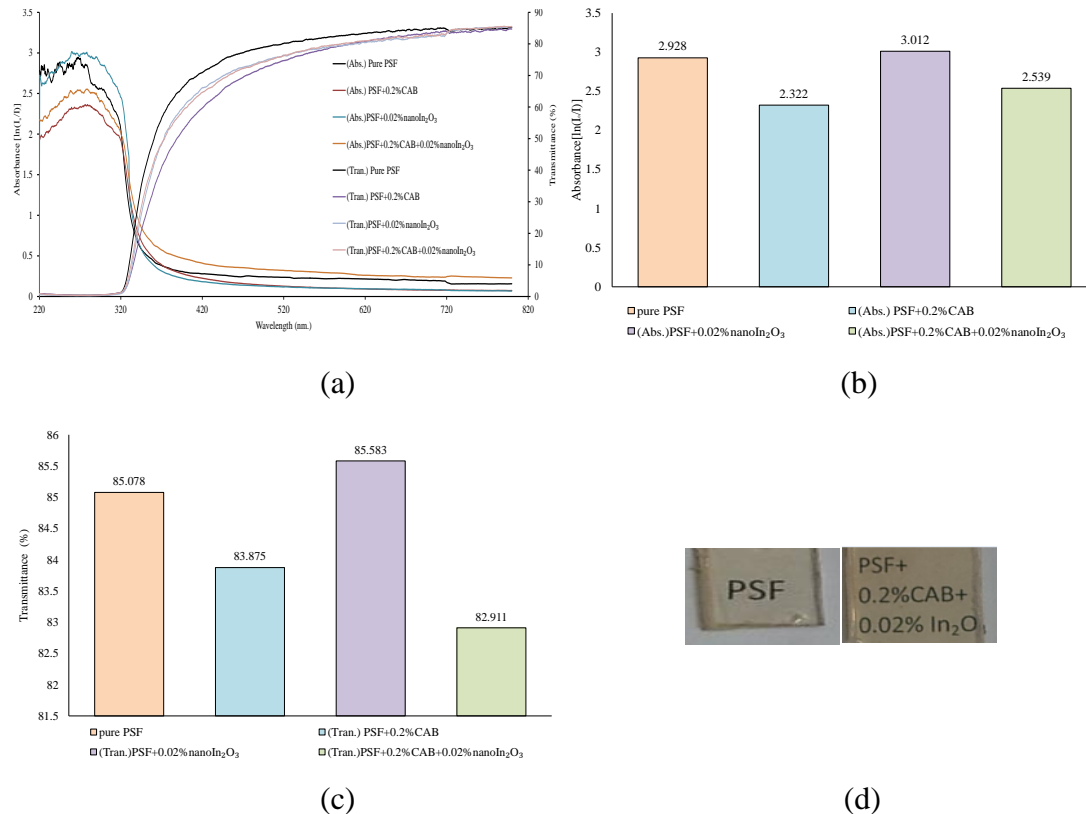 Absorbance [ln(I./I)]
4
3.5
3
2.5
2
1.5
1
0.5
0
220
320
420
520
620
720
820
Wavelength (nm.)
90
80
70
60
50
40
30
20
10
0
Transmittance (%)
(Abs.) Pure PSF
(Abs.) PSF+0.2%CAB
(Abs.)PSF+0.02%nanoIn₂O₃
(Abs.)PSF+0.2%CAB+0.02%nanoIn₂O₃
(Tran.) Pure PSF
(Tran.) PSF+0.2%CAB
(Tran.)PSF+0.02%nanoIn₂O₃
(Tran.)PSF+0.2%CAB+0.02%nanoIn₂O₃
(a)
Absorbance[ln(I./I)]
3.5
3
2.5
2
1.5
1
0.5
0
2.928
2.322
3.012
2.539
pure PSF
(Abs.) PSF+0.2%CAB
(Abs.)PSF+0.02%nanoIn₂O₃
(Abs.)PSF+0.2%CAB+0.02%nanoIn₂O₃
(b)
Transmittance (%)
86
85.5
85
84.5
84
83.5
83
82.5
82
81.5
85.078
83.875
85.583
82.911
pure PSF
(Tran.) PSF+0.2%CAB
(Tran.)PSF+0.02%nanoIn₂O₃
(Tran.)PSF+0.2%CAB+0.02%nanoIn₂O₃
(c)
PSF
PSF+
0.2%CAB+
0.02% In₂O
(d)